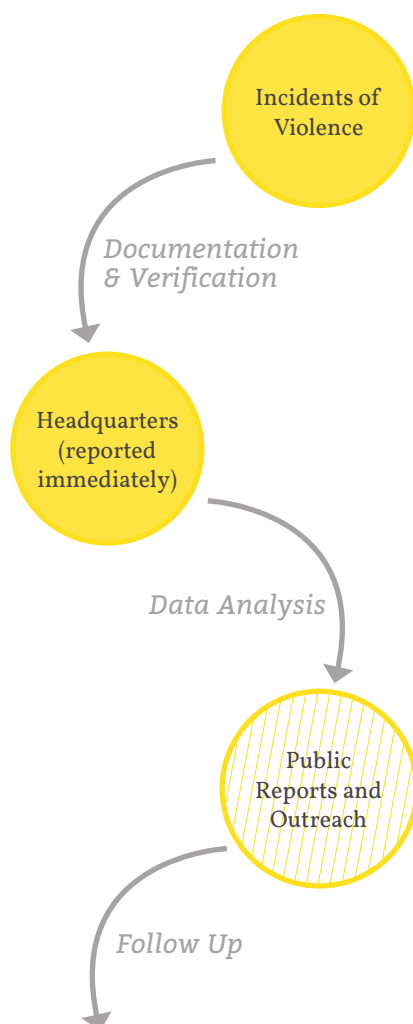 Incidents of
Violence
Documentation
& Verification
Headquarters
(reported
immediately)
Data Analysis
Public
Reports and
Outreach
Follow Up